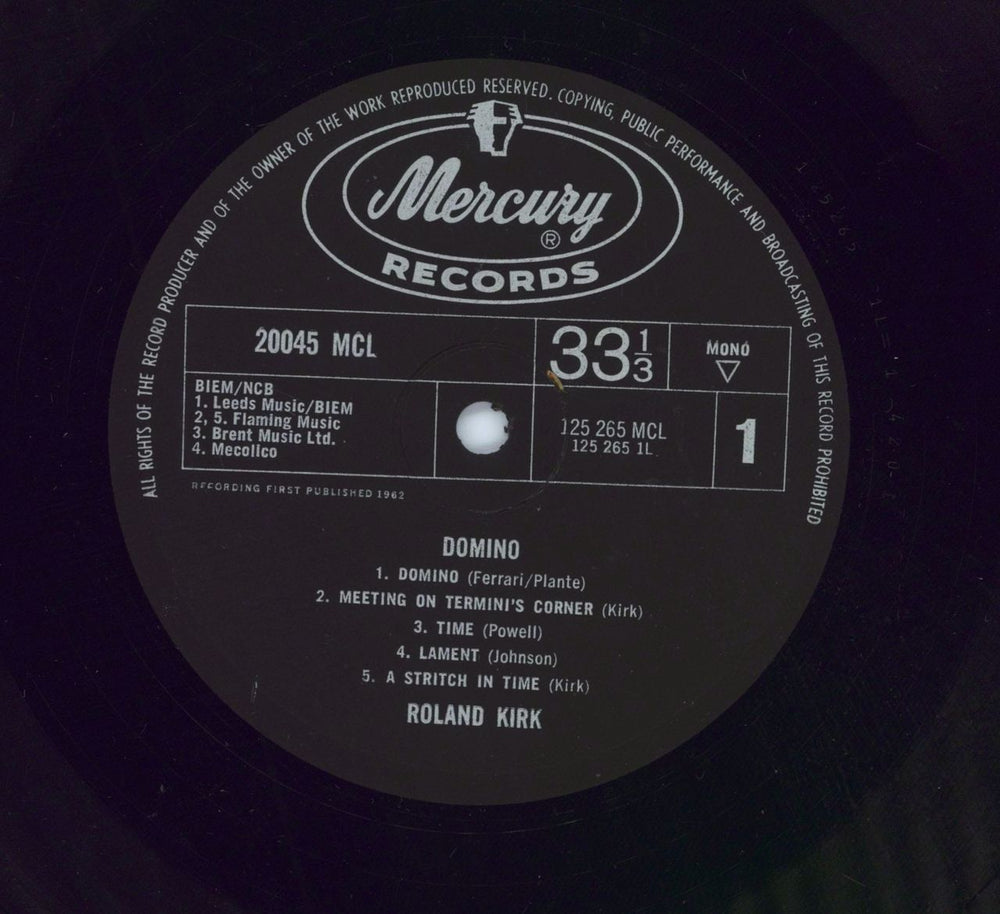 ALL RIGHTS OF THE RECORD PRODUCER AND OF THE OWNER OF THE WORK REPRODUCED RESERVED. COPYING, PUBLIC PERFORMANCE AND BROADCASTING OF THIS RECORD PROHIBITED
Mercury
®
RECORDS
20045 MCL
33 1/3
MONO
BIEM/NCB
1. Leeds Music/BIEM
2, 5. Flaming Music
3. Brent Music Ltd.
4. Mecolico
125 265 MCL
125 265 1L
1
RECORDING FIRST PUBLISHED 1962
DOMINO
1. DOMINO (Ferrari/Plante)
2. MEETING ON TERMINI'S CORNER (Kirk)
3. TIME (Powell)
4. LAMENT (Johnson)
5. A STRITCH IN TIME (Kirk)
ROLAND KIRK